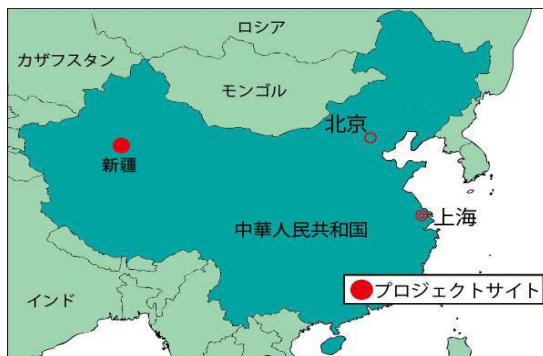 ロシア
カザフスタン
モンゴル
北京
新疆
上海
中華人民共和国
プロジェクトサイト
インド